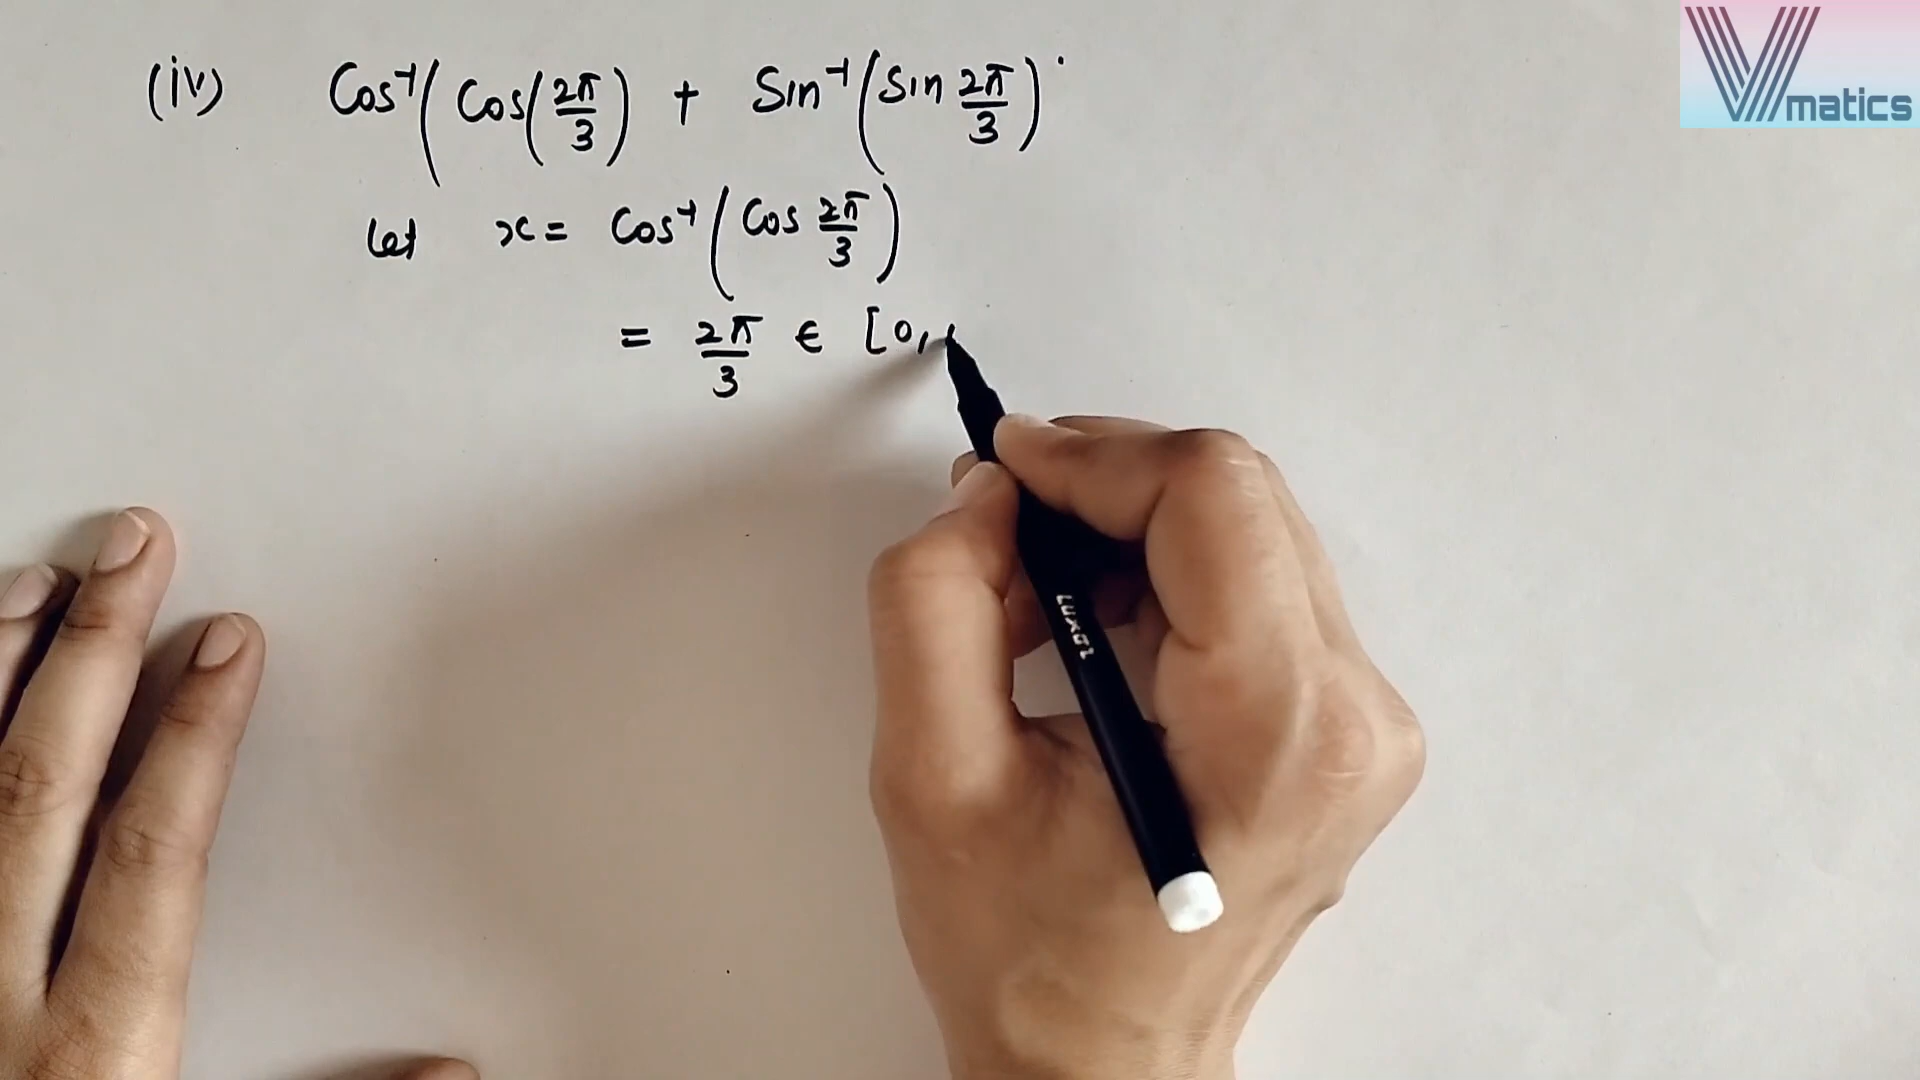 (iv) Cos⁻¹(Cos(2π/3) + Sin⁻¹(Sin 2π/3)
Let x = Cos⁻¹(Cos 2π/3)
= 2π/3 ∈ [0,
LUXOR
Vmatics